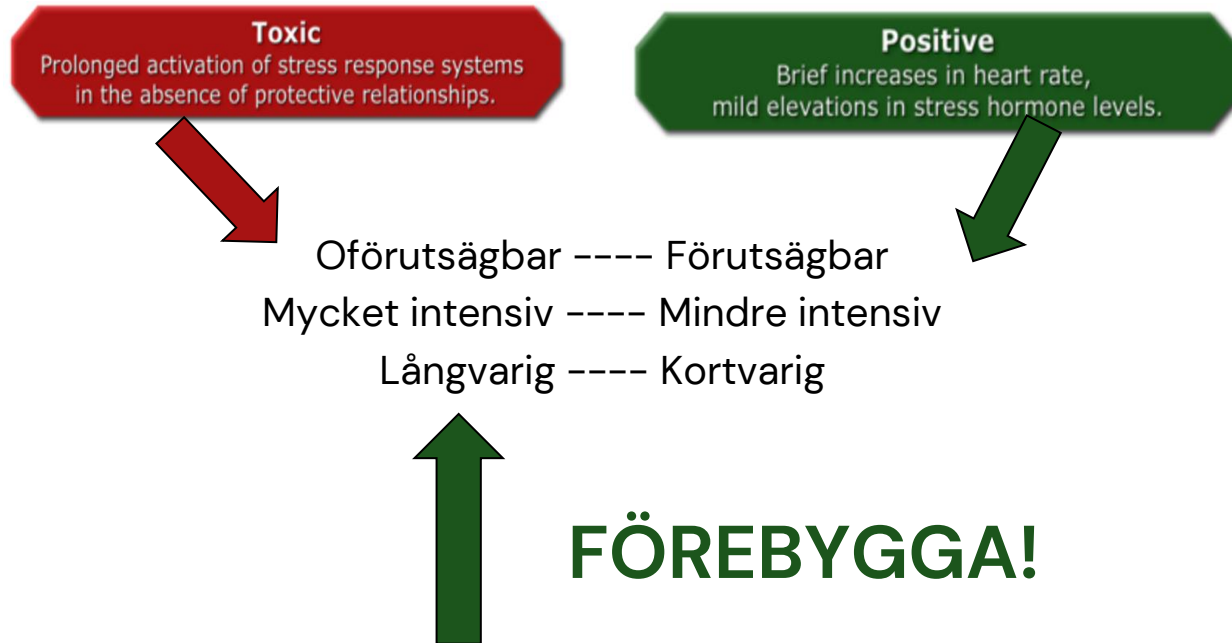 Toxic
Prolonged activation of stress response systems
in the absence of protective relationships.
Positive
Brief increases in heart rate,
mild elevations in stress hormone levels.
Oförutsägbar ---- Förutsägbar
Mycket intensiv ---- Mindre intensiv
Långvarig ---- Kortvarig
FÖREBYGGA!